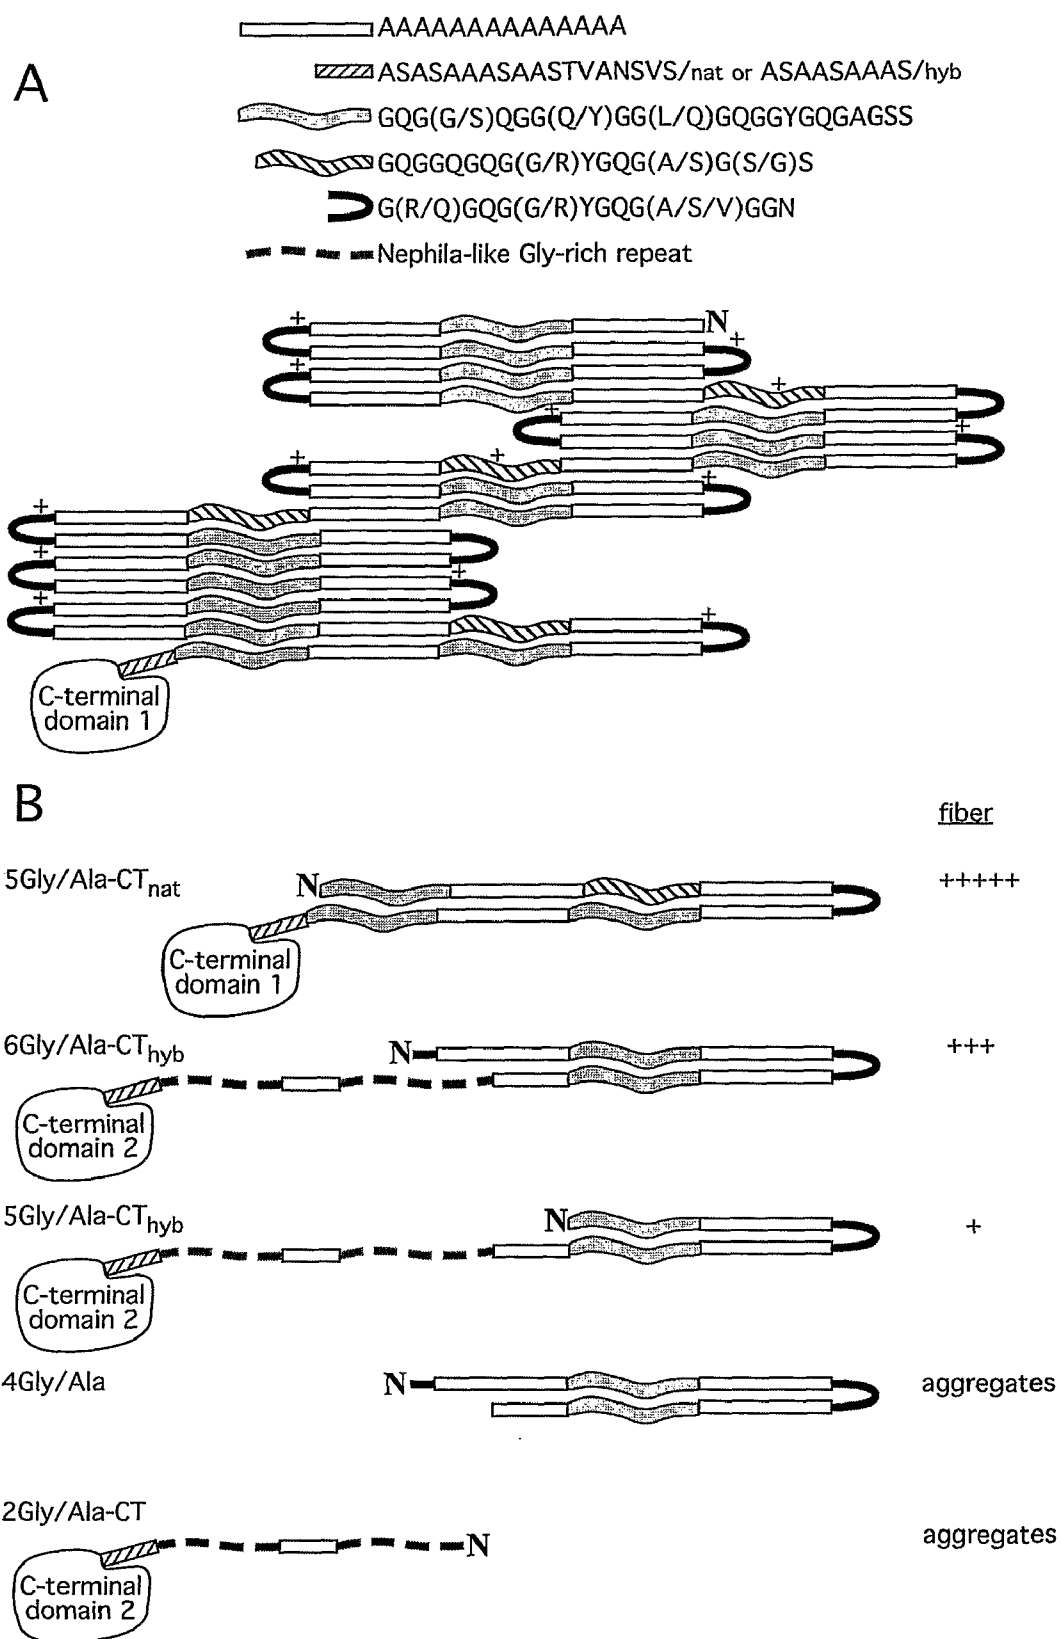 A
AAAAAAAAAAAAAA
ASASAAASAASTVANSVS/nat or ASAASAAAS/hyb
GQG(G/S)QGG(Q/Y)GG(L/Q)GQGGYGQGAGSS
GQGGQGQG(G/R)YGQG(A/S)G(S/G)S
G(R/Q)GQG(G/R)YGQG(A/S/V)GGN
Nephila-like Gly-rich repeat
+ N
+
+
+
+
+
+ +
+
+
+
+
+
+
C-terminal
domain 1
B
fiber
5Gly/Ala-CTnat N +++++
C-terminal
domain 1
6Gly/Ala-CThyb N +++
C-terminal
domain 2
5Gly/Ala-CThyb N +
C-terminal
domain 2
4Gly/Ala N aggregates
2Gly/Ala-CT
N aggregates
C-terminal
domain 2